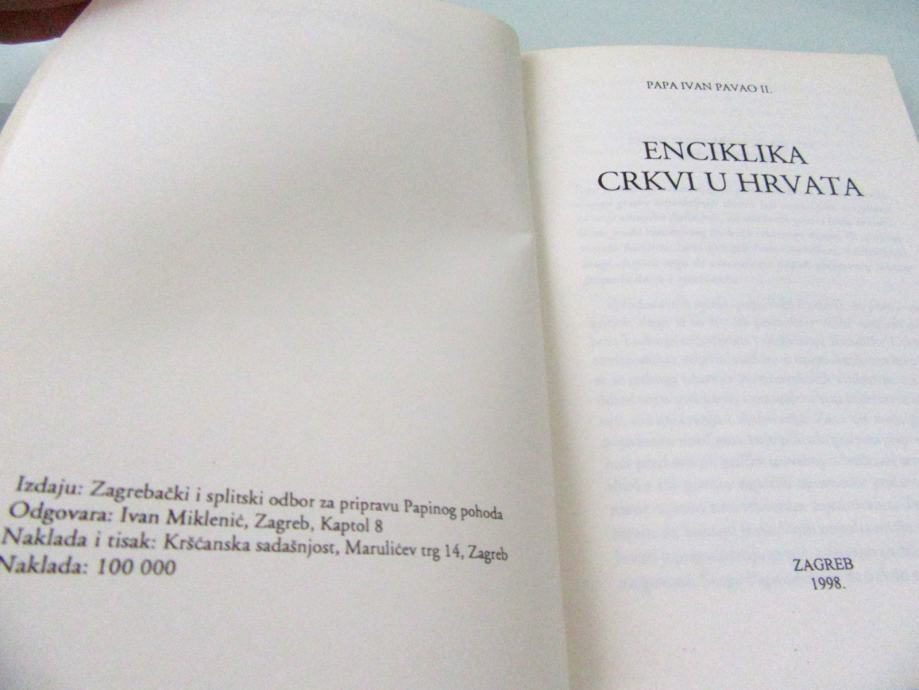 Izdaju: Zagrebački i splitski odbor za pripravu Papinog pohoda
Odgovara: Ivan Miklenić, Zagreb, Kaptol 8
Naklada i tisak: Kršćanska sadašnjost, Marulićev trg 14, Zagreb
Naklada: 100 000
PAPA IVAN PAVAO II.
ENCIKLIKA
CRKVI U HRVATA
ZAGREB
1998.